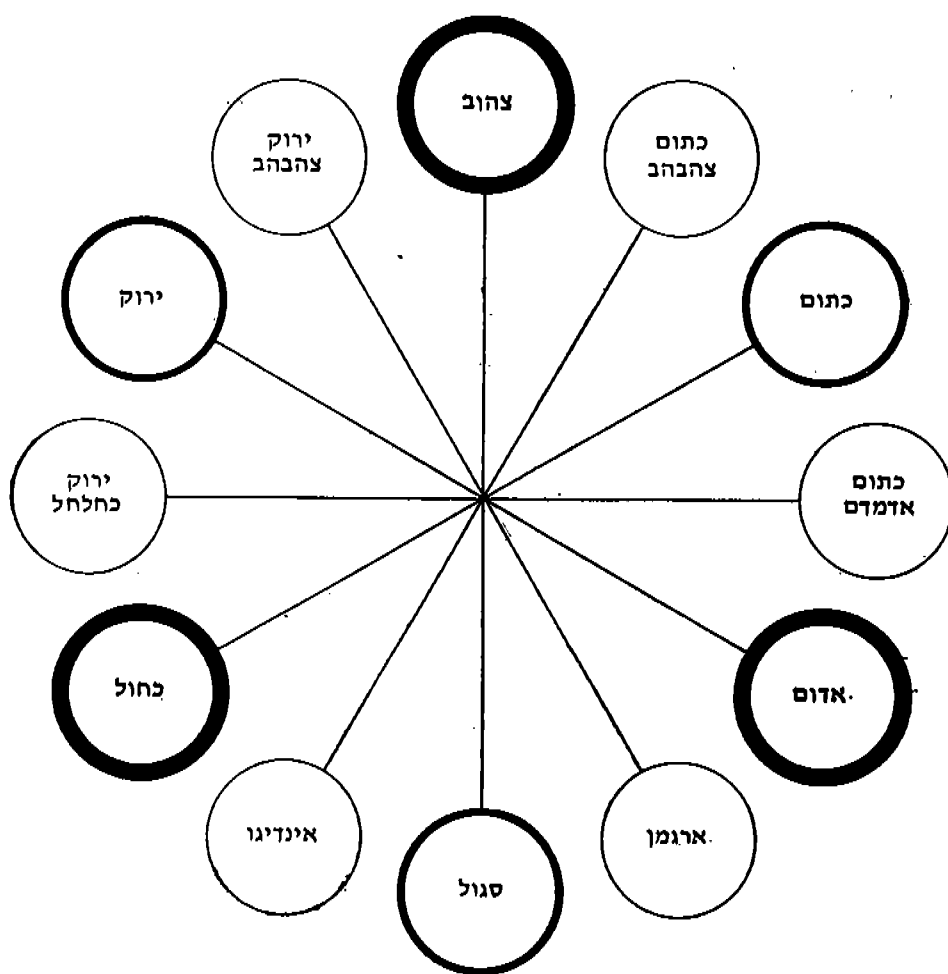 צהוב
כתום
צהבהב
כתום
כתום
אדמדם
אדום
ארגמן
סגול
אינדיגו
כחול
ירוק
כחלחל
ירוק
ירוק
צהבהב